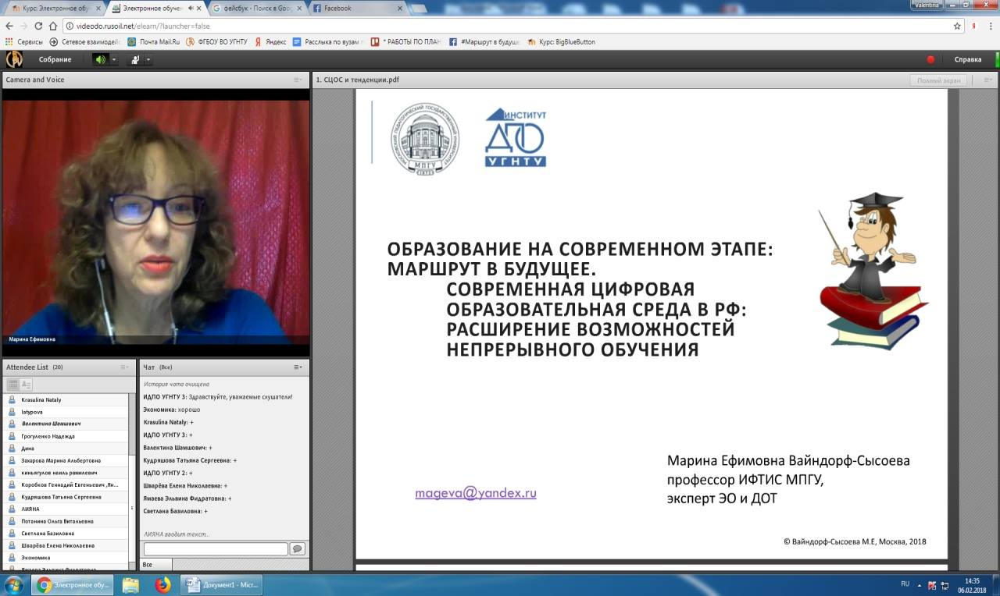 Курс: Электронное обу
Электронное обучен
фейсбук - Поиск в Goo
Facebook
Valentina
videodo.rusoil.net/elearn/?launcher=false
Сервисы
Сетевое взаимодей
Почта Mail.Ru
ФГБОУ ВО УГНТУ
Яндекс
Рассылка по вузам
* РАБОТЫ ПО ПЛАН
#Маршрут в будуще
Курс: BigBlueButton
Собрание
Справка
Camera and Voice
Марина Ефимовна
Attendee List (20)
Krasulina Nataly
latypova
Валентина Шамшович
Грогуленко Надежда
Дина
Захарова Марина Альбертовна
киньягулов наиль рамилевич
Коробков Геннадий Евгеньевич ,Ян...
Кудряшова Татьяна Сергеевна
ЛИЯНА
Потанина Ольга Витальевна
Светлана Базиловна
Шварёва Елена Николаевна
Экономика
Ямаева Эльвина Фидратовна
Чат (Все)
История чата очищена
ИДПО УГНТУ 3: Здравствуйте, уважаемые слушатели!
Экономика: хорошо
Krasulina Nataly: +
ИДПО УГНТУ 3: +
Валентина Шамшович: +
Кудряшова Татьяна Сергеевна: +
ИДПО УГНТУ 2: +
Шварёва Елена Николаевна: +
Ямаева Эльвина Фидратовна: +
Светлана Базиловна: +
ЛИЯНА вводит текст...
Все
1. СЦОС и тенденции.pdf
Полный экран
МПГУ
ИНСТИТУТ
ДПО
УГНТУ
ОБРАЗОВАНИЕ НА СОВРЕМЕННОМ ЭТАПЕ:
МАРШРУТ В БУДУЩЕЕ.
СОВРЕМЕННАЯ ЦИФРОВАЯ
ОБРАЗОВАТЕЛЬНАЯ СРЕДА В РФ:
РАСШИРЕНИЕ ВОЗМОЖНОСТЕЙ
НЕПРЕРЫВНОГО ОБУЧЕНИЯ
Марина Ефимовна Вайндорф-Сысоева
профессор ИФТИС МПГУ,
эксперт ЭО и ДОТ
mageva@yandex.ru
© Вайндорф-Сысоева М.Е, Москва, 2018
Электронное обу...
Документ1 - Micr...
RU
14:35
06.02.2018